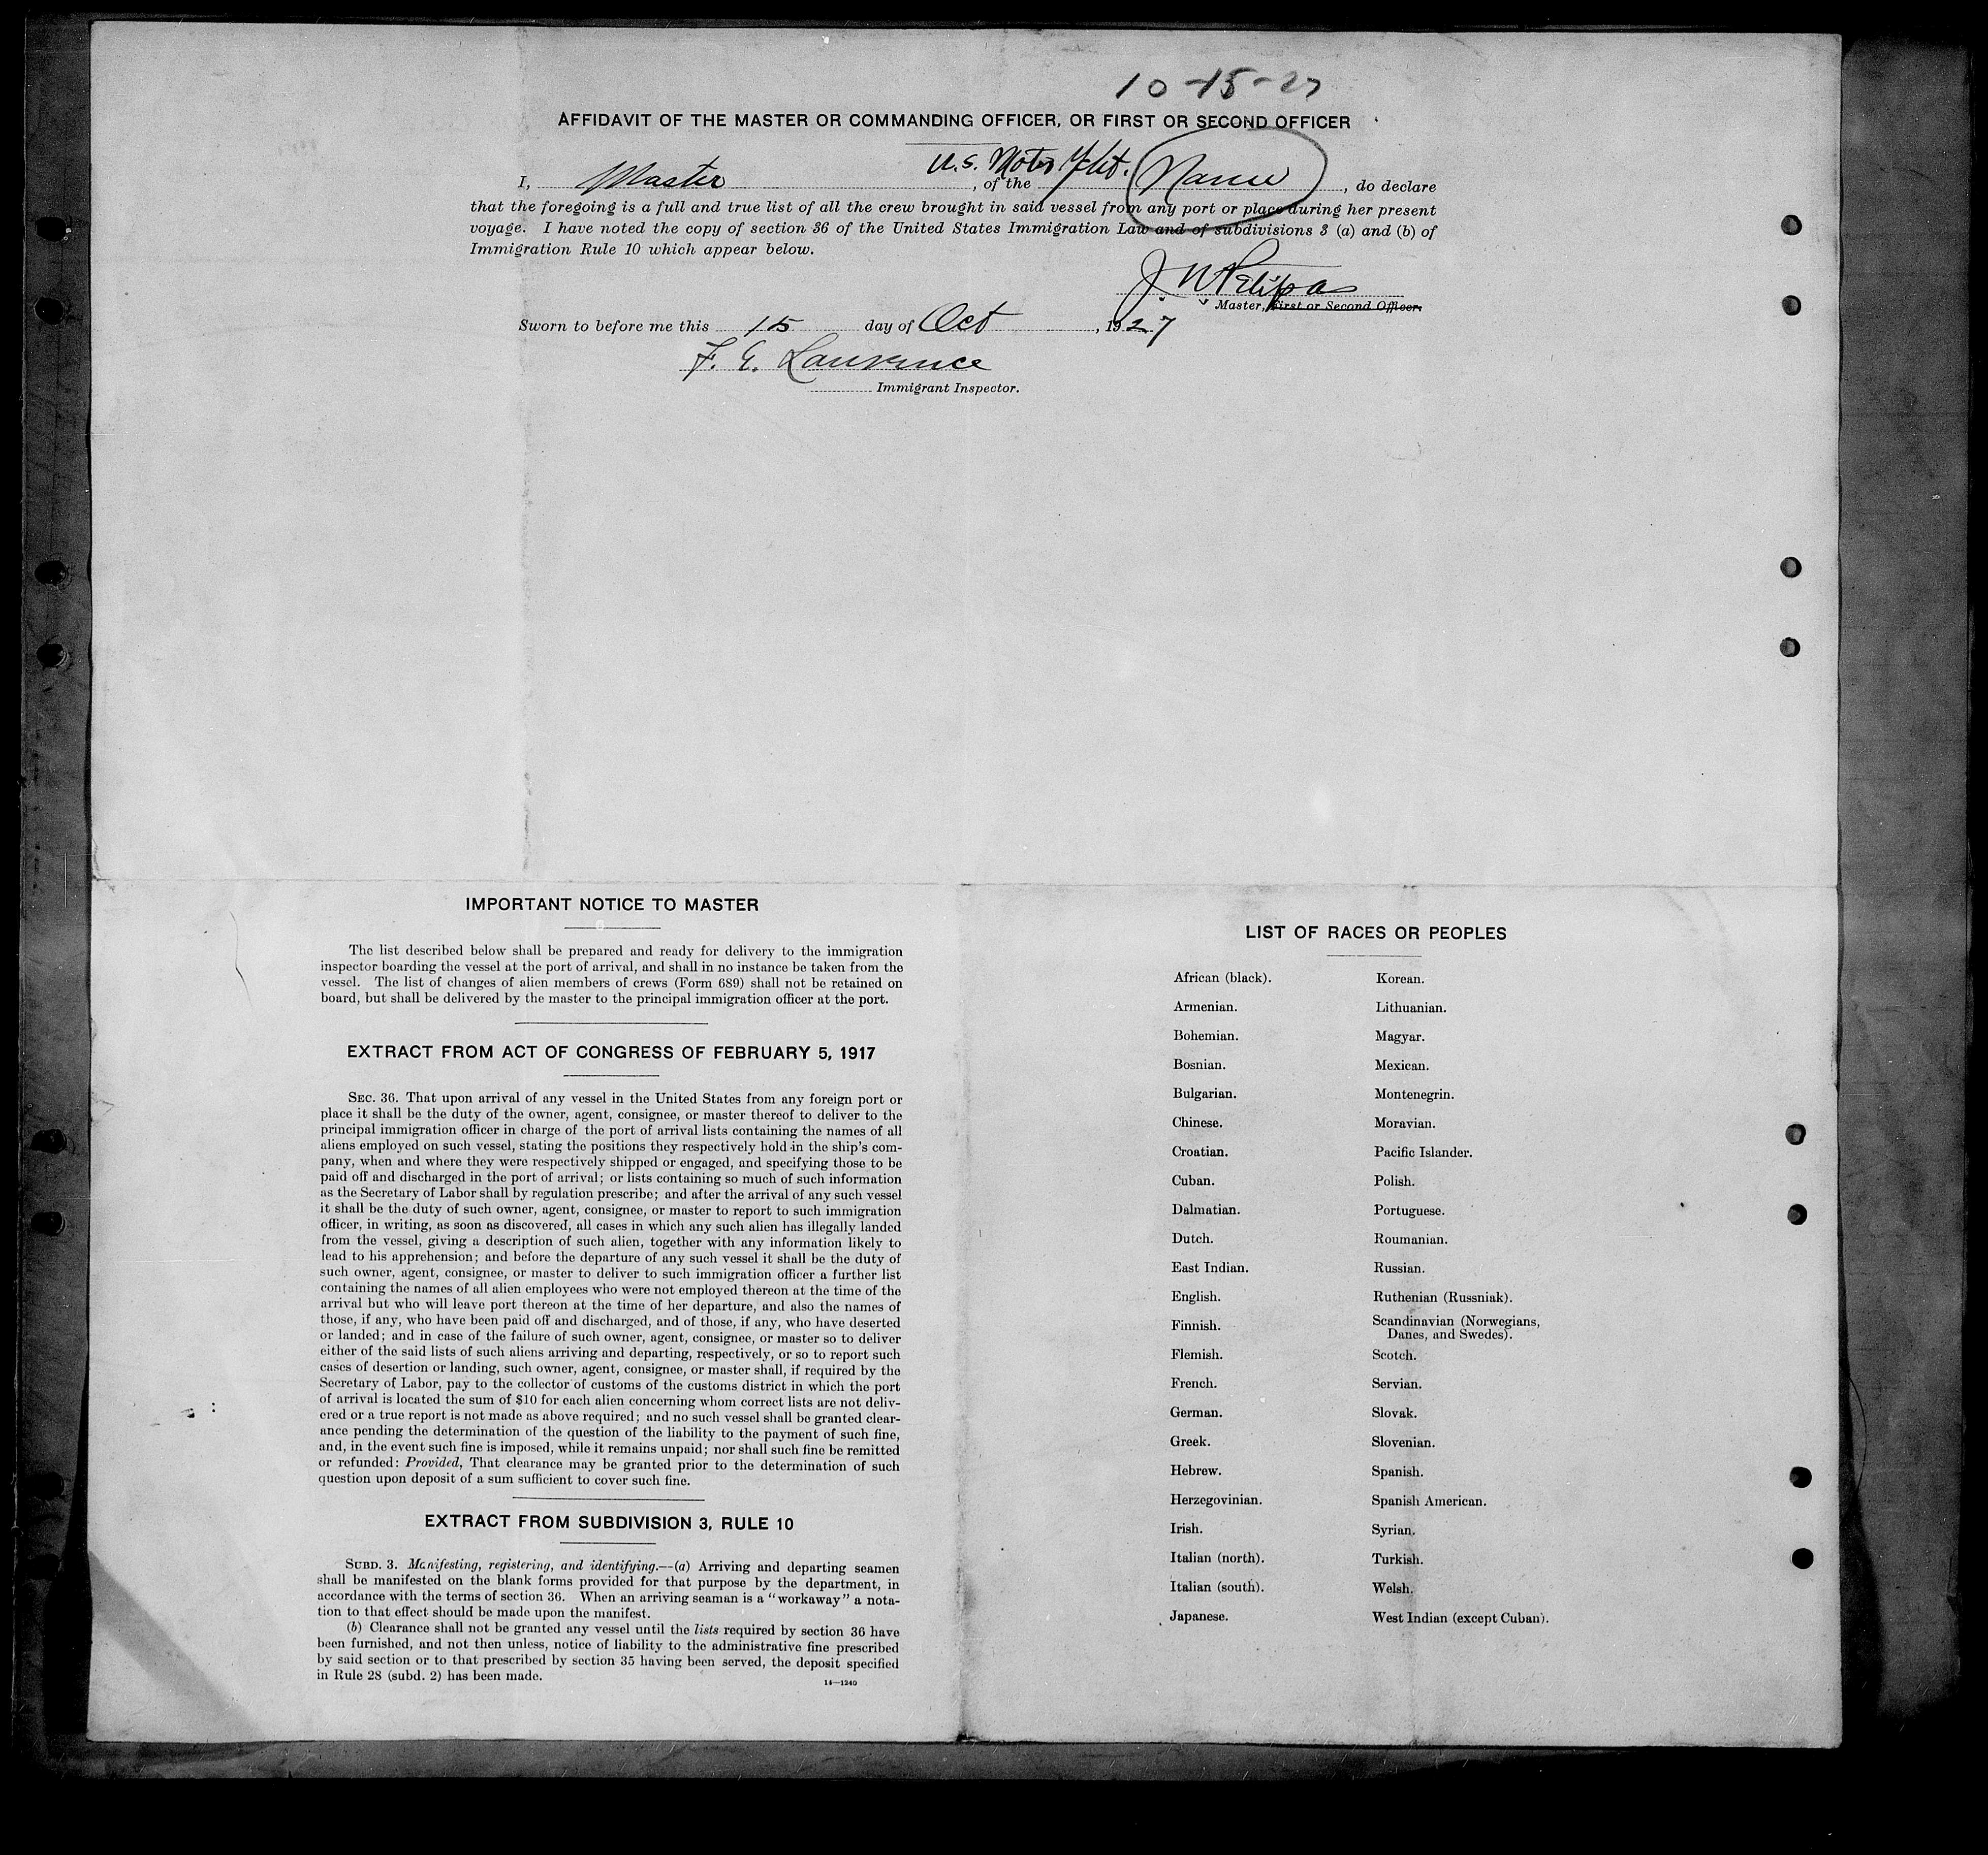 10-15-27
AFFIDAVIT OF THE MASTER OR COMMANDING OFFICER, OR FIRST OR SECOND OFFICER
U.S. Motor
I, Master, of the , do declare
that the foregoing is a full and true list of all the crew brought in said vessel from any port or place during her present
voyage. I have noted the copy of section 36 of the United States Immigration Law and of subdivisions 3 (a) and (b) of
Immigration Rule 10 which appear below.
Master, First or Second Officer.
Sworn to before me this 15 day of Oct, 1927
F. E. Lawrence
Immigrant Inspector.
IMPORTANT NOTICE TO MASTER
The list described below shall be prepared and ready for delivery to the immigration
inspector boarding the vessel at the port of arrival, and shall in no instance be taken from the
vessel. The list of changes of alien members of crews (Form 689) shall not be retained on
board, but shall be delivered by the master to the principal immigration officer at the port.
EXTRACT FROM ACT OF CONGRESS OF FEBRUARY 5, 1917
SEC. 36. That upon arrival of any vessel in the United States from any foreign port or
place it shall be the duty of the owner, agent, consignee, or master thereof to deliver to the
principal immigration officer in charge of the port of arrival lists containing the names of all
aliens employed on such vessel, stating the positions they respectively hold in the ship's com-
pany, when and where they were respectively shipped or engaged, and specifying those to be
paid off and discharged in the port of arrival; or lists containing so much of such information
as the Secretary of Labor shall by regulation prescribe; and after the arrival of any such vessel
it shall be the duty of such owner, agent, consignee, or master to report to such immigration
officer, in writing, as soon as discovered, all cases in which any such alien has illegally landed
from the vessel, giving a description of such alien, together with any information likely to
lead to his apprehension; and before the departure of any such vessel it shall be the duty of
such owner, agent, consignee, or master to deliver to such immigration officer a further list
containing the names of all alien employees who were not employed thereon at the time of the
arrival but who will leave port thereon at the time of her departure, and also the names of
those, if any, who have been paid off and discharged, and of those, if any, who have deserted
or landed; and in case of the failure of such owner, agent, consignee, or master so to deliver
either of the said lists of such aliens arriving and departing, respectively, or so to report such
cases of desertion or landing, such owner, agent, consignee, or master shall, if required by the
Secretary of Labor, pay to the collector of customs of the customs district in which the port
of arrival is located the sum of $10 for each alien concerning whom correct lists are not deliv-
ered or a true report is not made as above required; and no such vessel shall be granted clear-
ance pending the determination of the question of the liability to the payment of such fine,
and, in the event such fine is imposed, while it remains unpaid; nor shall such fine be remitted
or refunded: Provided, That clearance may be granted prior to the determination of such
question upon deposit of a sum sufficient to cover such fine.
EXTRACT FROM SUBDIVISION 3, RULE 10
SUBD. 3. Manifesting, registering, and identifying.—(a) Arriving and departing seamen
shall be manifested on the blank forms provided for that purpose by the department, in
accordance with the terms of section 36. When an arriving seaman is a "workaway" a nota-
tion to that effect should be made upon the manifest.
(b) Clearance shall not be granted any vessel until the lists required by section 36 have
been furnished, and not then unless, notice of liability to the administrative fine prescribed
by said section or to that prescribed by section 35 having been served, the deposit specified
in Rule 28 (subd. 2) has been made.
14—1240
LIST OF RACES OR PEOPLES
African (black).
Armenian.
Bohemian.
Bosnian.
Bulgarian.
Chinese.
Croatian.
Cuban.
Dalmatian.
Dutch.
East Indian.
English.
Finnish.
Flemish.
French.
German.
Greek.
Hebrew.
Herzegovinian.
Irish.
Italian (north).
Italian (south).
Japanese.
Korean.
Lithuanian.
Magyar.
Mexican.
Montenegrin.
Moravian.
Pacific Islander.
Polish.
Portuguese.
Roumanian.
Russian.
Ruthenian (Russniak).
Scandinavian (Norwegians,
Danes, and Swedes).
Scotch.
Servian.
Slovak.
Slovenian.
Spanish.
Spanish American.
Syrian.
Turkish.
Welsh.
West Indian (except Cuban).